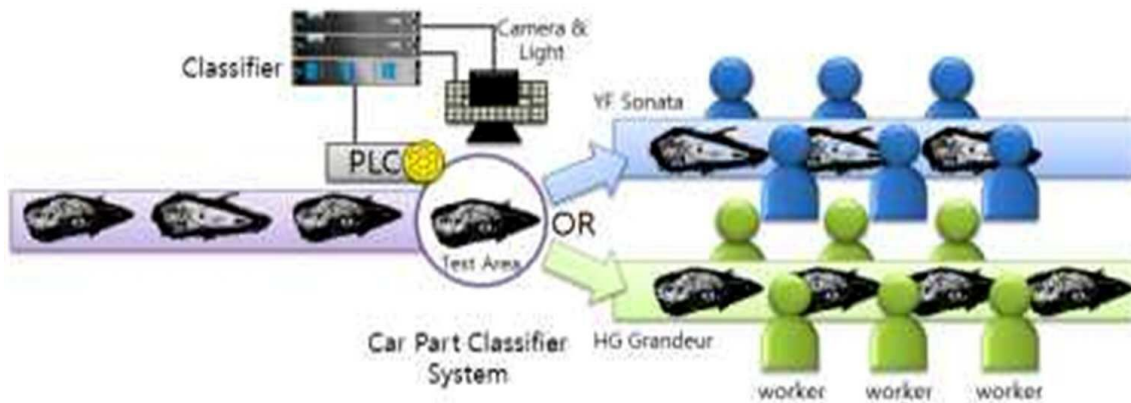 Camera &
Light
Classifier
YF Sonata
PLC
OR
Test Area
HG Grandeur
Car Part Classifier
System
worker worker worker